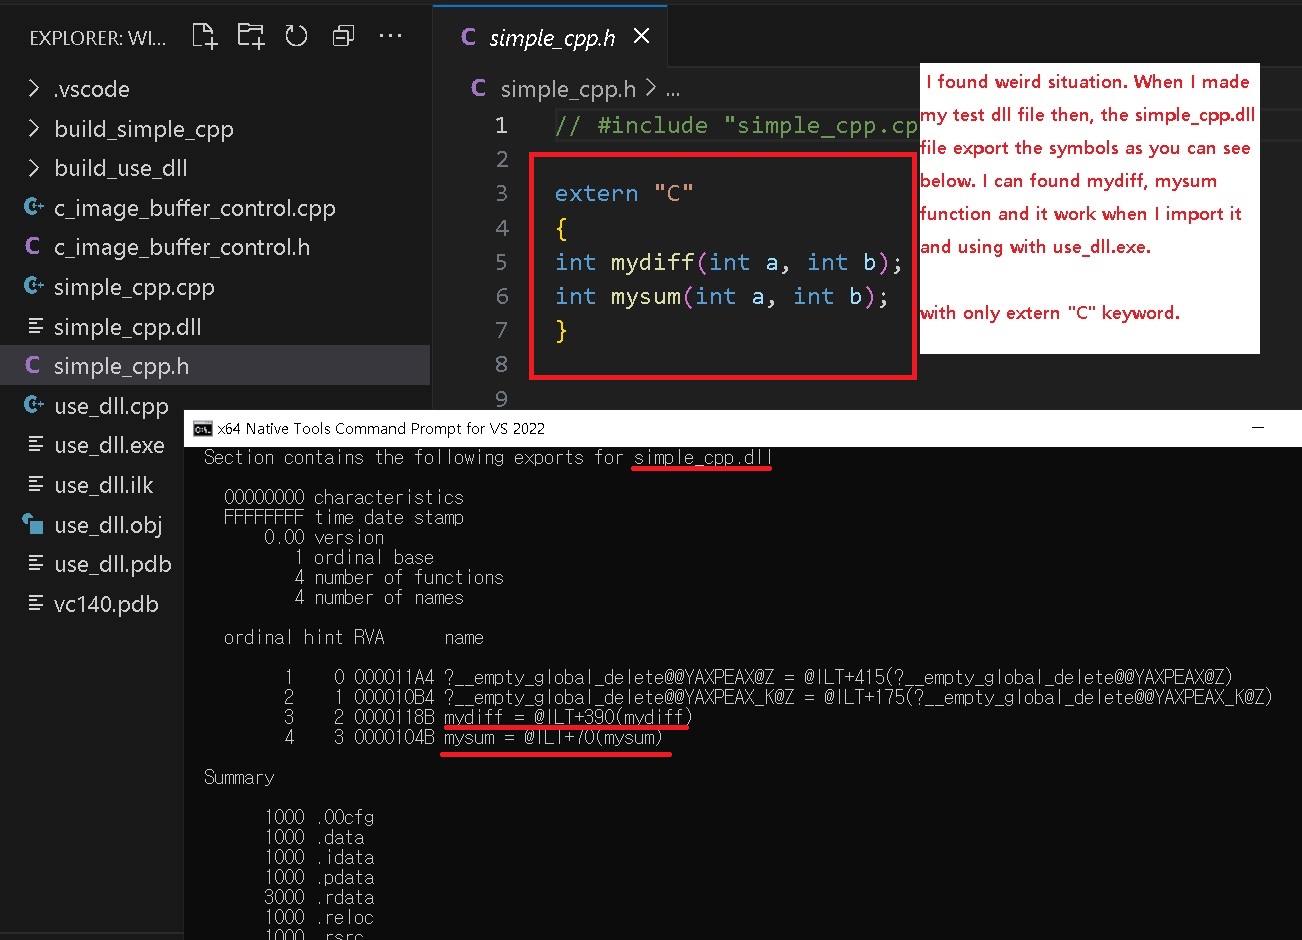 EXPLORER: WI...
simple_cpp.h
.vscode
build_simple_cpp
build_use_dll
c_image_buffer_control.cpp
c_image_buffer_control.h
simple_cpp.cpp
simple_cpp.dll
simple_cpp.h
use_dll.cpp
use_dll.exe
use_dll.ilk
use_dll.obj
use_dll.pdb
vc140.pdb
simple_cpp.h > ...
1 // #include "simple_cpp.cp
2
3 extern "C"
4 {
5 int mydiff(int a, int b);
6 int mysum(int a, int b);
7 }
8
9
I found weird situation. When I made
my test dll file then, the simple_cpp.dll
file export the symbols as you can see
below. I can found mydiff, mysum
function and it work when I import it
and using with use_dll.exe.
with only extern "C" keyword.
x64 Native Tools Command Prompt for VS 2022
Section contains the following exports for simple_cpp.dll
00000000 characteristics
FFFFFFFF time date stamp
0.00 version
1 ordinal base
4 number of functions
4 number of names
ordinal hint RVA name
1 0 000011A4 ?__empty_global_delete@@YAXPEAX@Z = @ILT+415(?__empty_global_delete@@YAXPEAX@Z)
2 1 000010B4 ?__empty_global_delete@@YAXPEAX_K@Z = @ILT+175(?__empty_global_delete@@YAXPEAX_K@Z)
3 2 0000118B mydiff = @ILT+390(mydiff)
4 3 0000104B mysum = @ILT+70(mysum)
Summary
1000 .00cfg
1000 .data
1000 .idata
1000 .pdata
3000 .rdata
1000 .reloc
1000 .rsrc